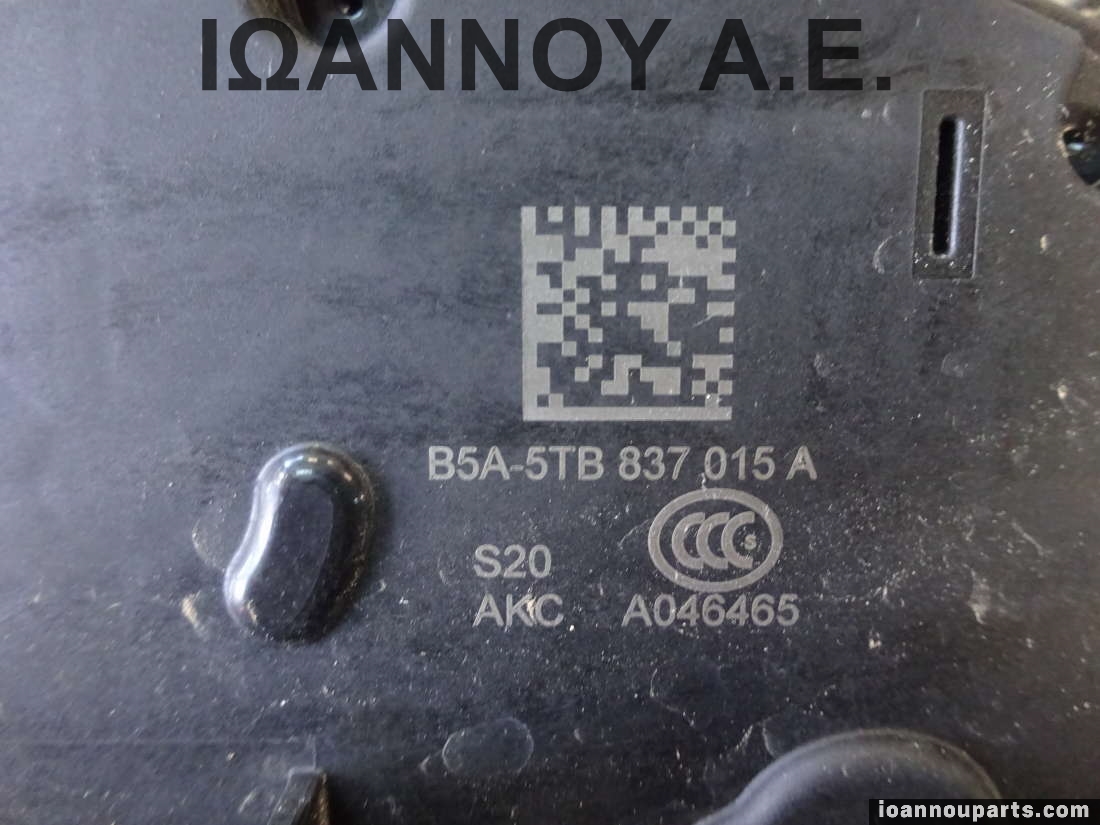 ΙΩΑΝΝΟΥ Α.Ε.
B5A-5TB 837 015 A
CCC S
S20
AKC A046465
ioannouparts.com